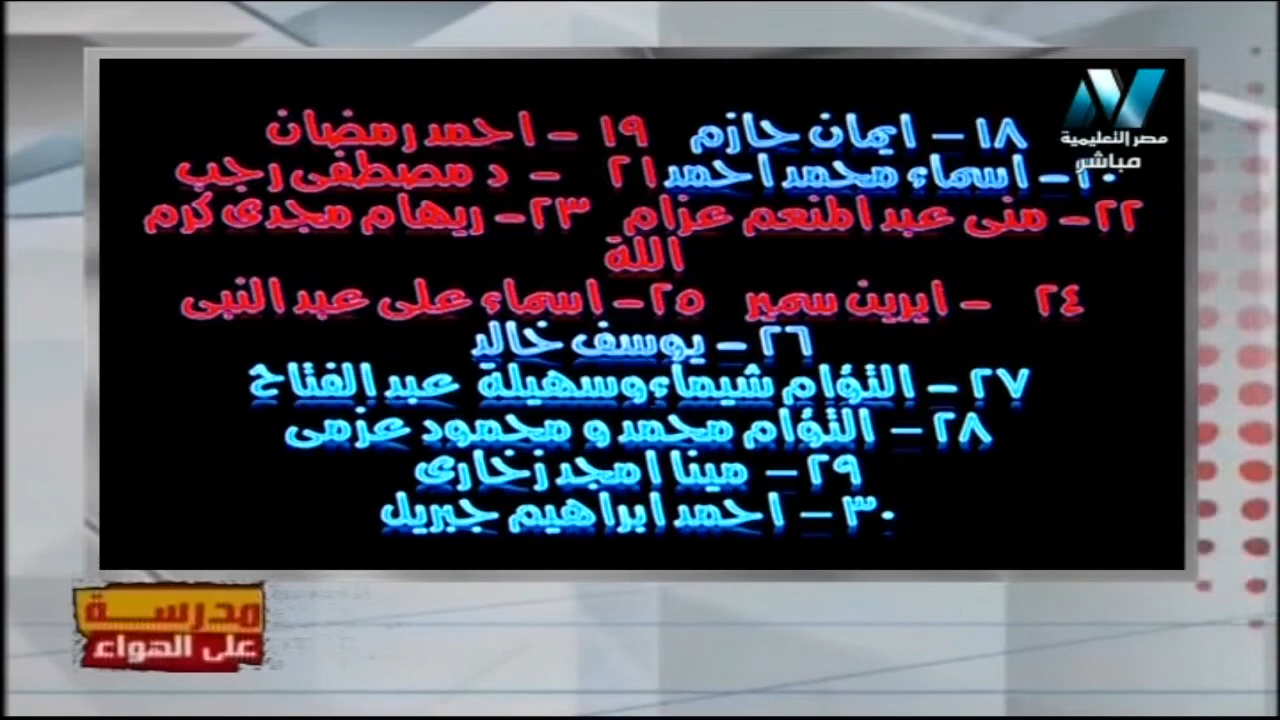 مصر التعليمية
مباشر
١٨ – ايمان حازم ١٩ – احمد رمضان
٢٠ – اسماء محمد احمد ٢١ – د مصطفى رجب
٢٢ – منى عبد المنعم عزام ٢٣ – ريهام مجدى كرم
اللة
٢٤ – ايرين سمير ٢٥ – اسماء على عبد النبى
٢٦ – يوسف خالد
٢٧ – التؤام شيماء وسهيلة عبد الفتاح
٢٨ – التؤام محمد و محمود عزمى
٢٩ – مينا امجد زخارى
٣٠ – احمد ابراهيم جبريل
مدرسة
على الهواء